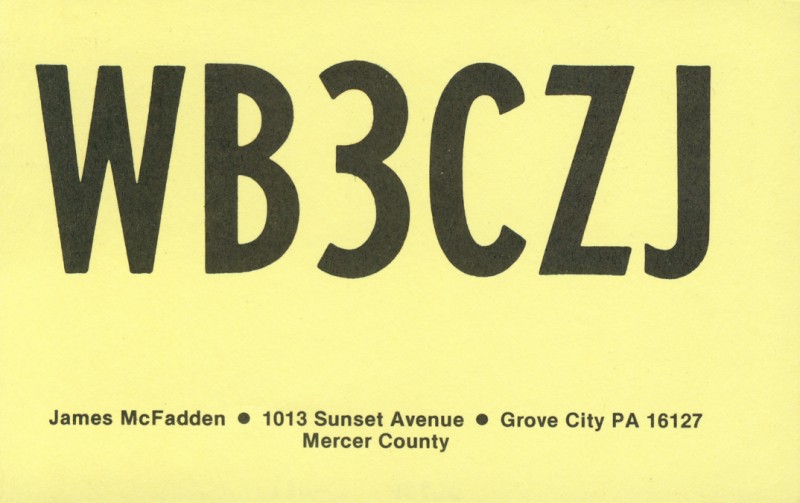 WB3CZJ
James McFadden ● 1013 Sunset Avenue ● Grove City PA 16127
Mercer County